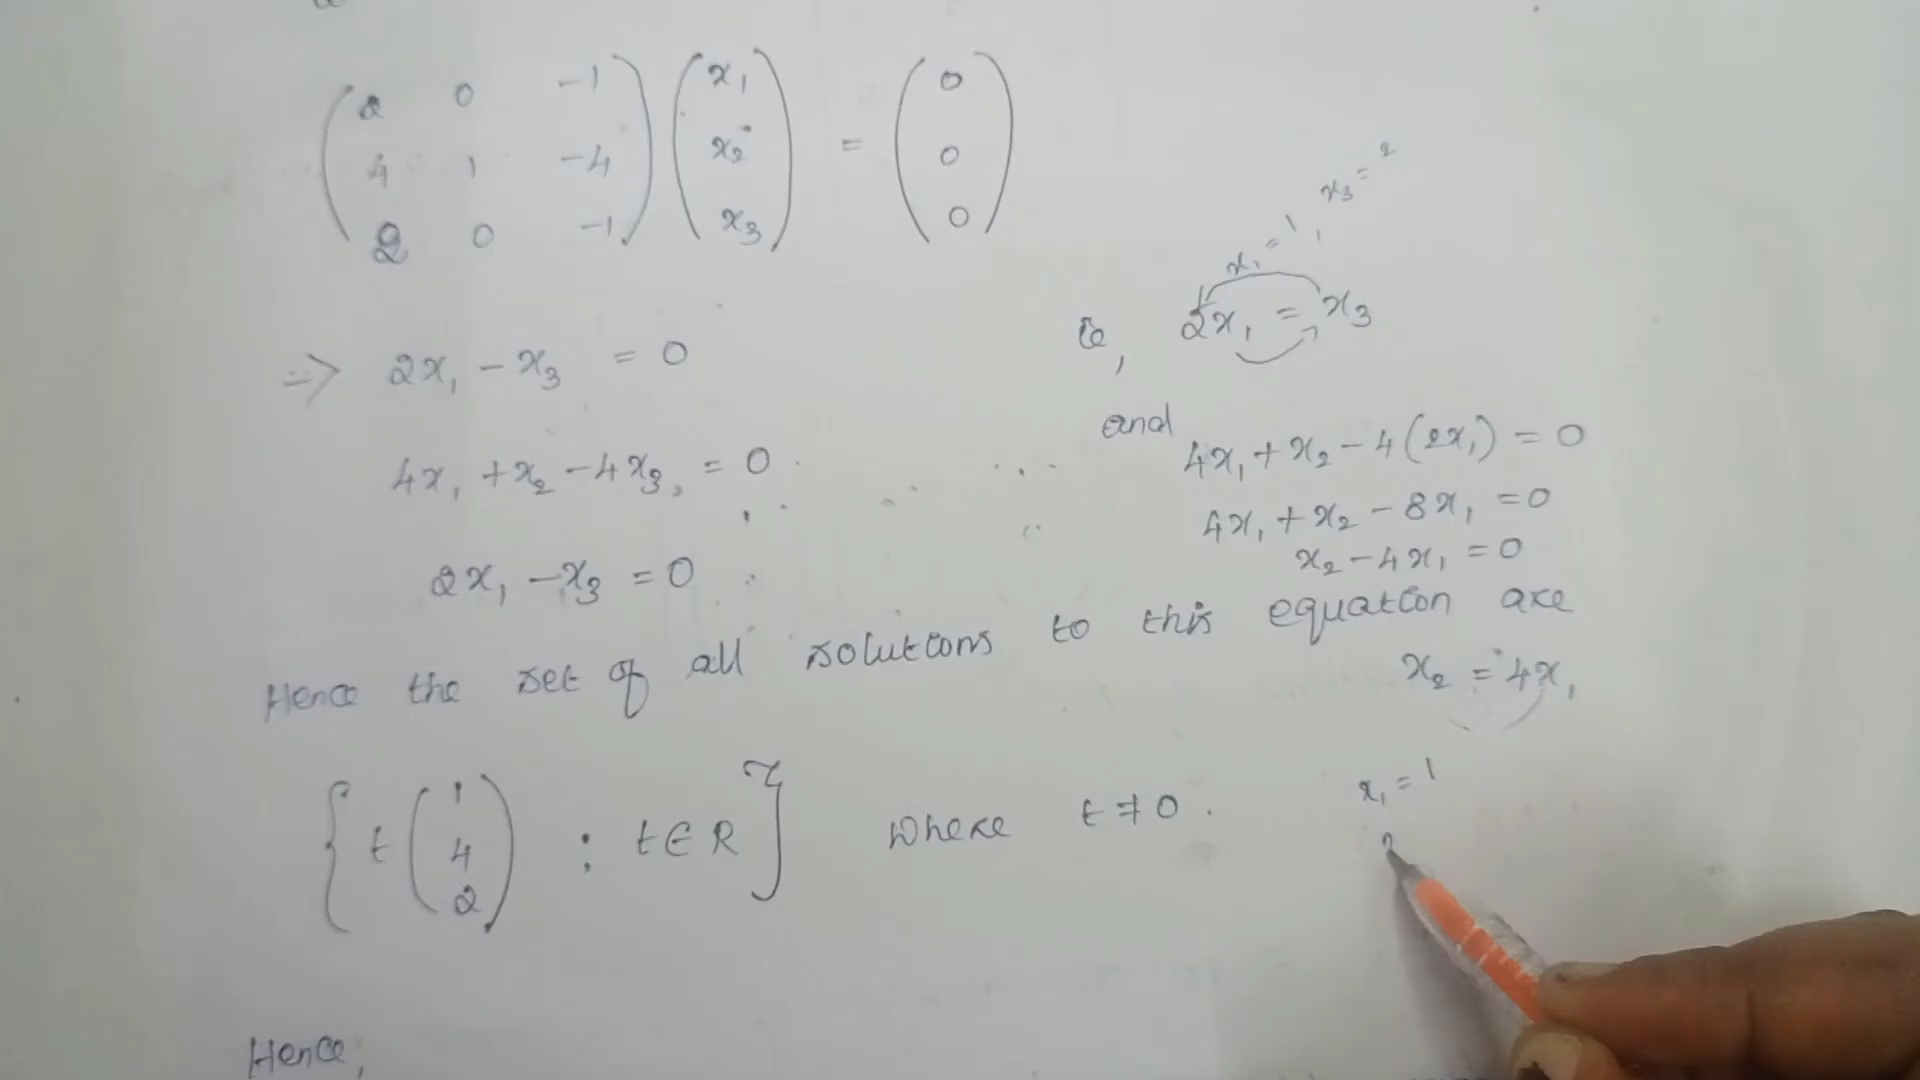 2 0 -1 x1 0
4 1 -4 x2 = 0
2 0 -1 x3 0
x1 = 1, x3 = 2
=> 2x1 - x3 = 0
ie, 2x1 = x3
4x1 + x2 - 4x3 = 0
and 4x1 + x2 - 4(2x1) = 0
4x1 + x2 - 8x1 = 0
2x1 - x3 = 0
x2 - 4x1 = 0
Hence the set of all solutions to this equation are
x2 = 4x1
{ t ( 1 4 2 ) : t ∈ R } where t ≠ 0.
x1 = 1
Hence,